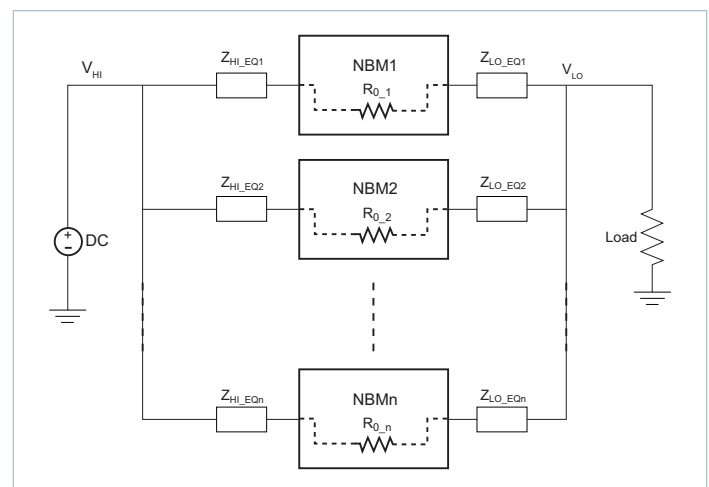 V_HI
Z_HI_EQ1
NBM1
R_0_1
Z_LO_EQ1
V_LO
Z_HI_EQ2
NBM2
R_0_2
Z_LO_EQ2
+
–
DC
Load
Z_HI_EQn
NBMn
R_0_n
Z_LO_EQn